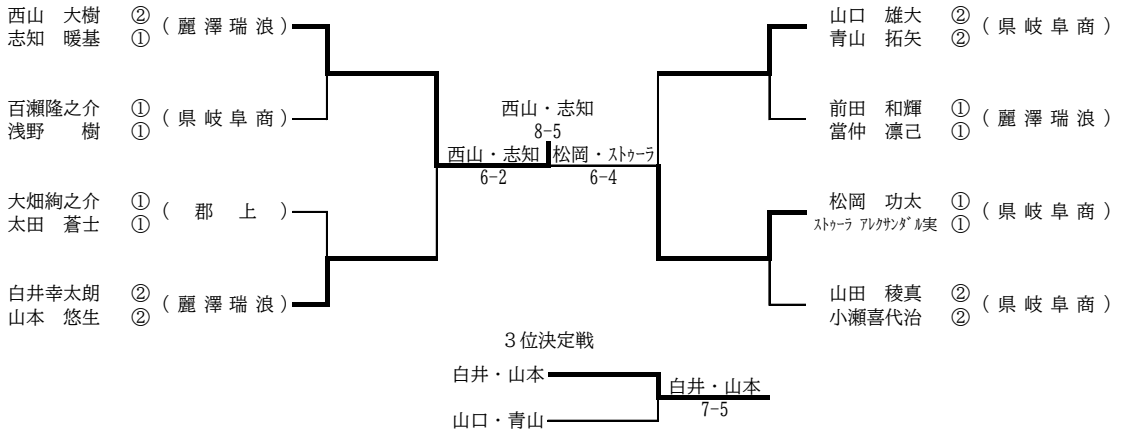 西山　大樹　②
志知　暖基　①
(麗澤瑞浪)
百瀬隆之介　①
浅野　　樹　①
(県岐阜商)
大畑絢之介　①
太田　蒼士　①
(郡上)
白井幸太朗　②
山本　悠生　②
(麗澤瑞浪)
西山・志知
8-5
西山・志知
6-2
松岡・ｽﾄｩｰﾗ
6-4
山口　雄大　②
青山　拓矢　②
(県岐阜商)
前田　和輝　①
當仲　凛己　①
(麗澤瑞浪)
松岡　功太　①
ｽﾄｩｰﾗ ｱﾚｸｻﾝﾀﾞﾙ実　①
(県岐阜商)
山田　稜真　②
小瀬喜代治　②
(県岐阜商)
３位決定戦
白井・山本
山口・青山
白井・山本
7-5